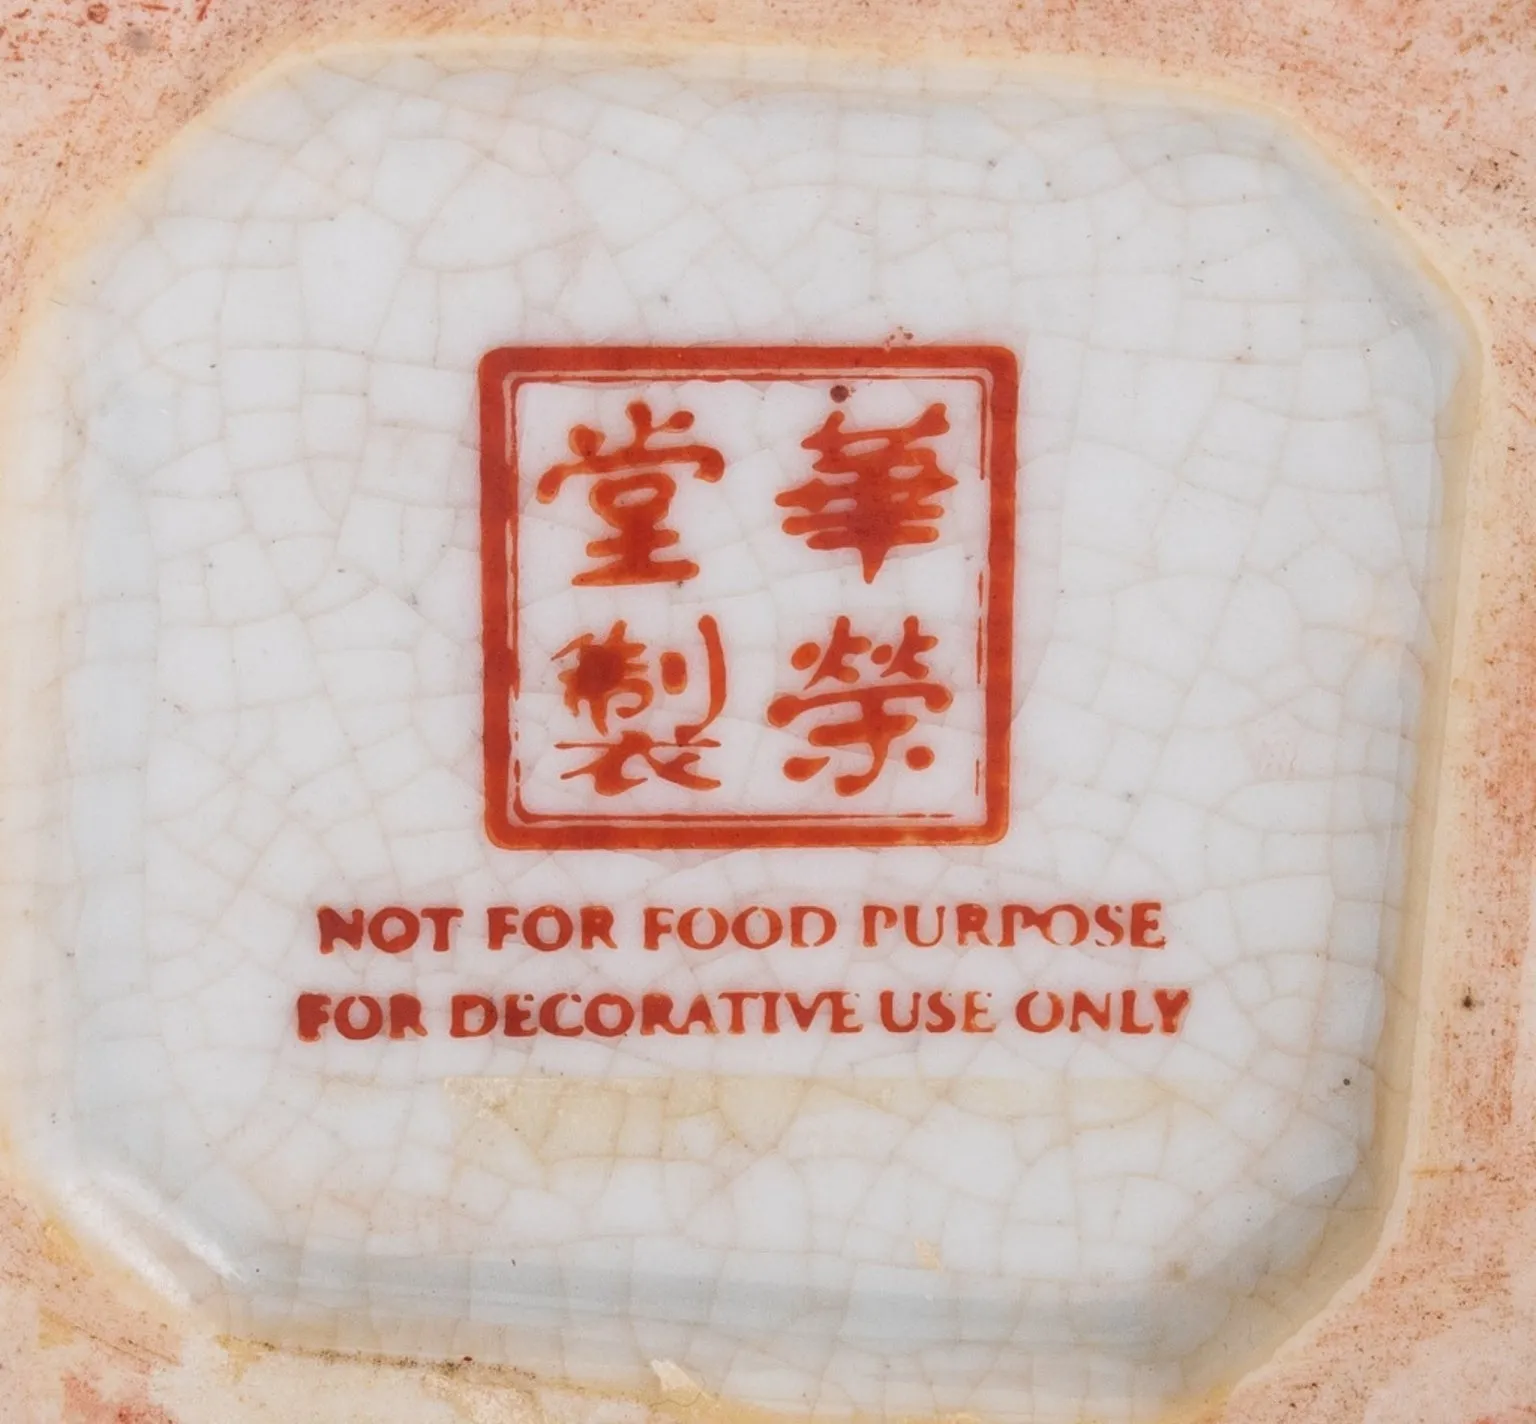 華榮
堂製
NOT FOR FOOD PURPOSE
FOR DECORATIVE USE ONLY